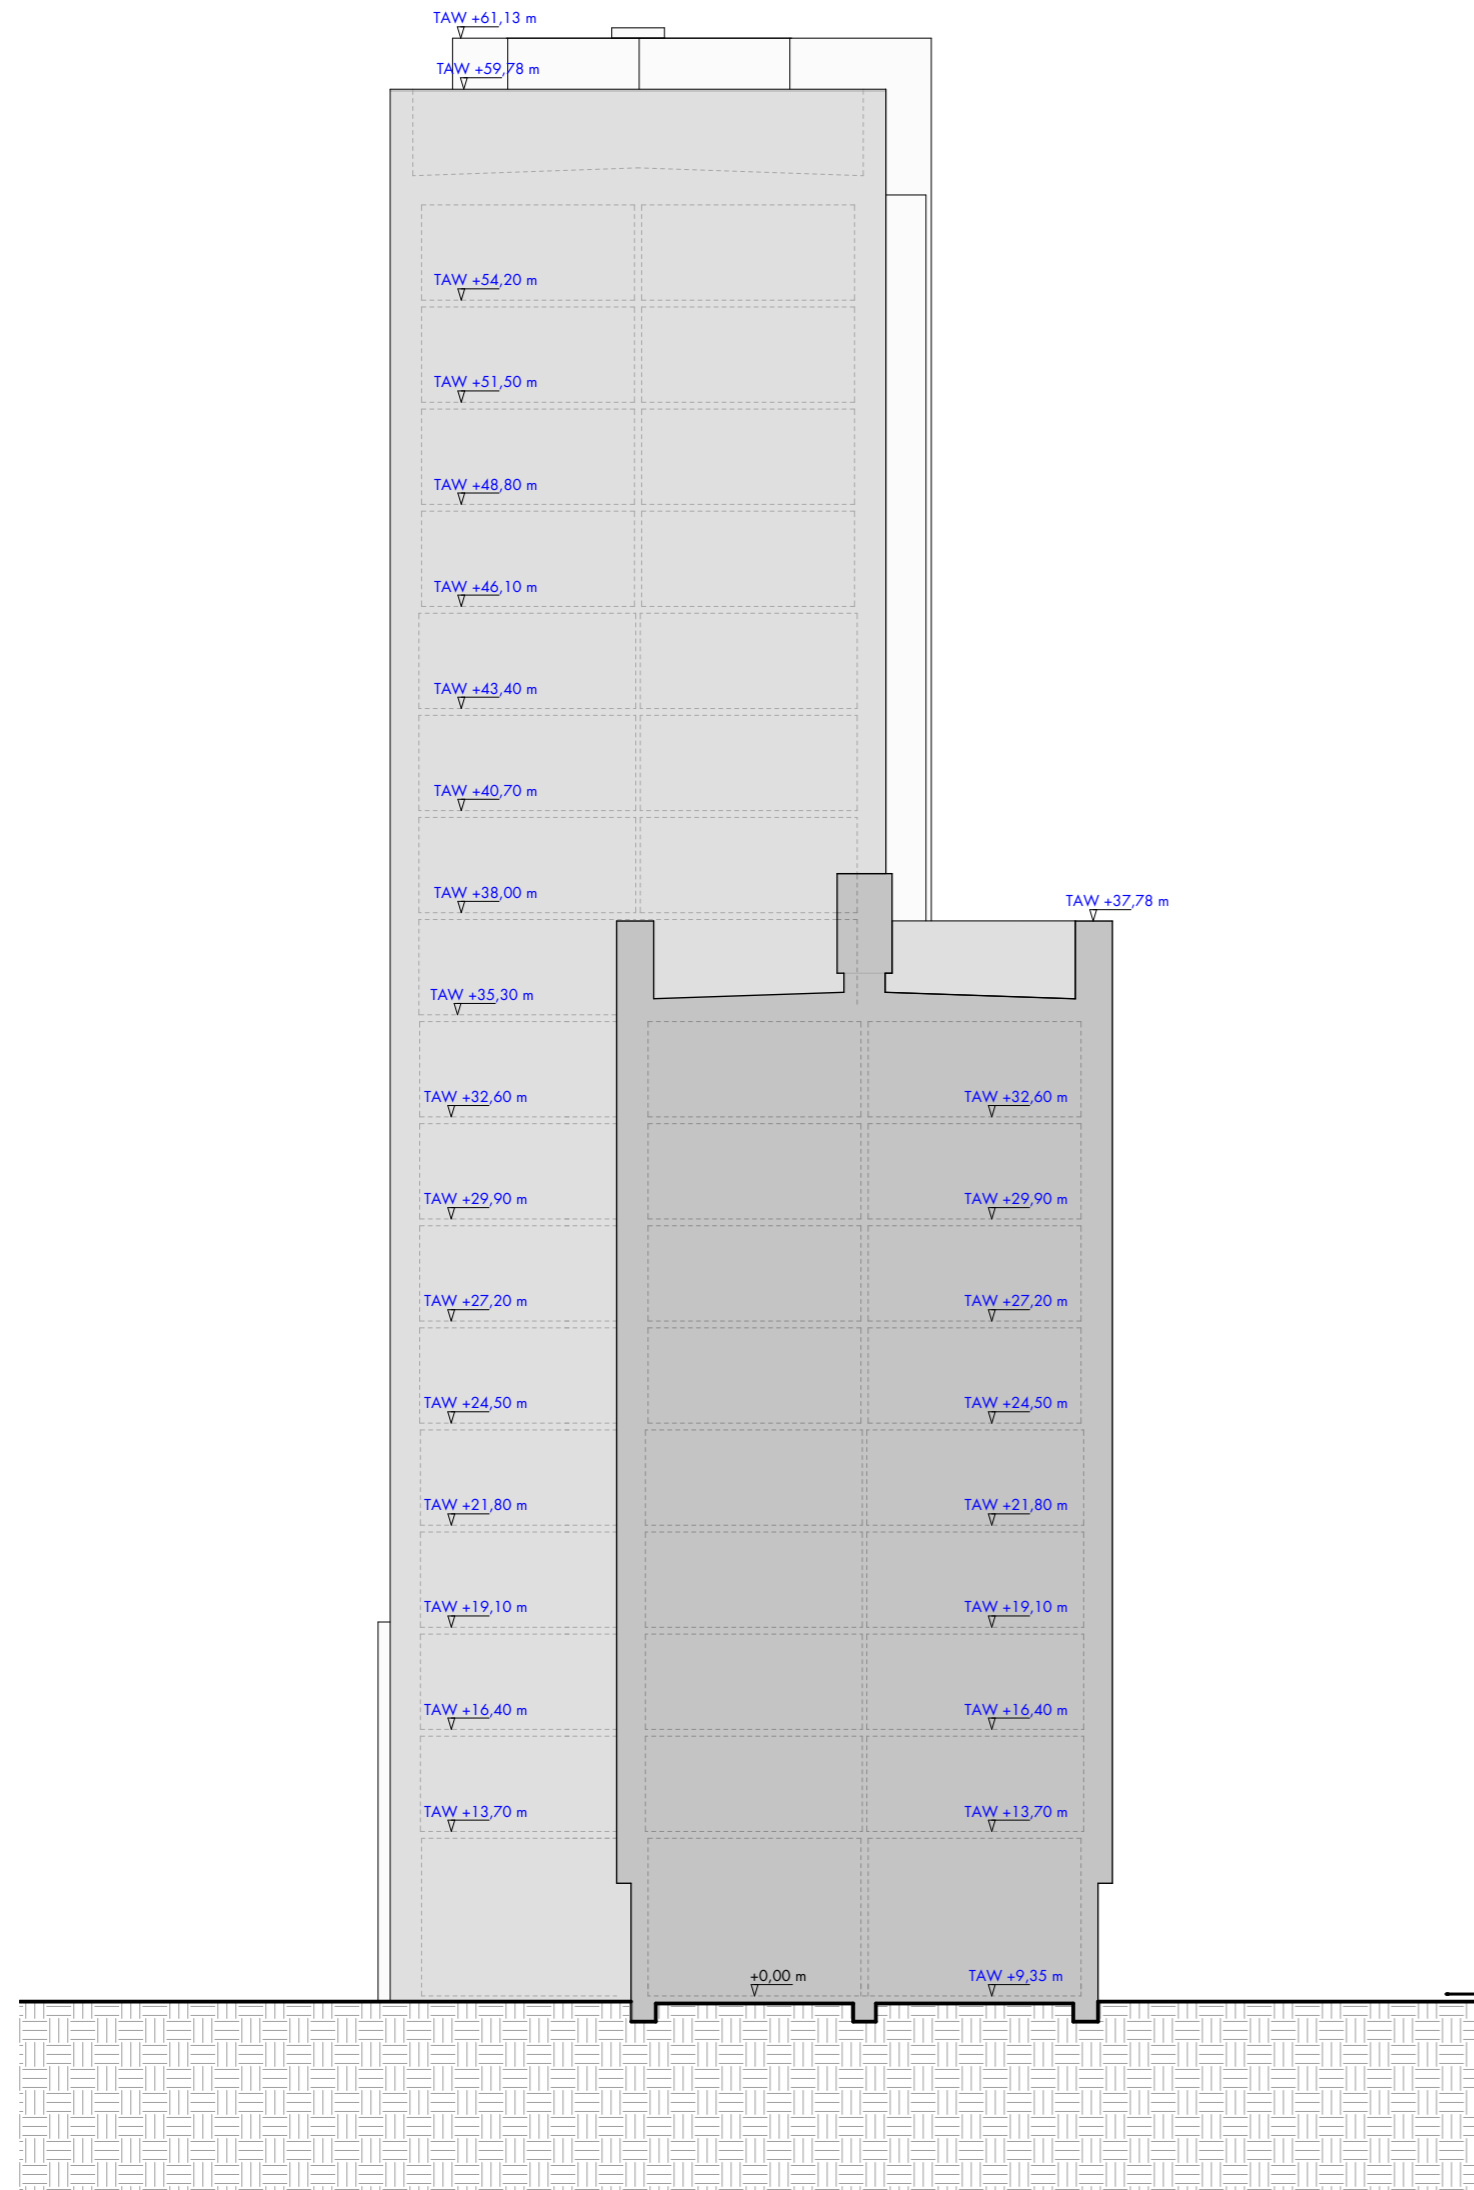 TAW +61,13 m
TAW +59,78 m
TAW +54,20 m
TAW +51,50 m
TAW +48,80 m
TAW +46,10 m
TAW +43,40 m
TAW +40,70 m
TAW +38,00 m
TAW +37,78 m
TAW +35,30 m
TAW +32,60 m
TAW +32,60 m
TAW +29,90 m
TAW +29,90 m
TAW +27,20 m
TAW +27,20 m
TAW +24,50 m
TAW +24,50 m
TAW +21,80 m
TAW +21,80 m
TAW +19,10 m
TAW +19,10 m
TAW +16,40 m
TAW +16,40 m
TAW +13,70 m
TAW +13,70 m
+0,00 m
TAW +9,35 m